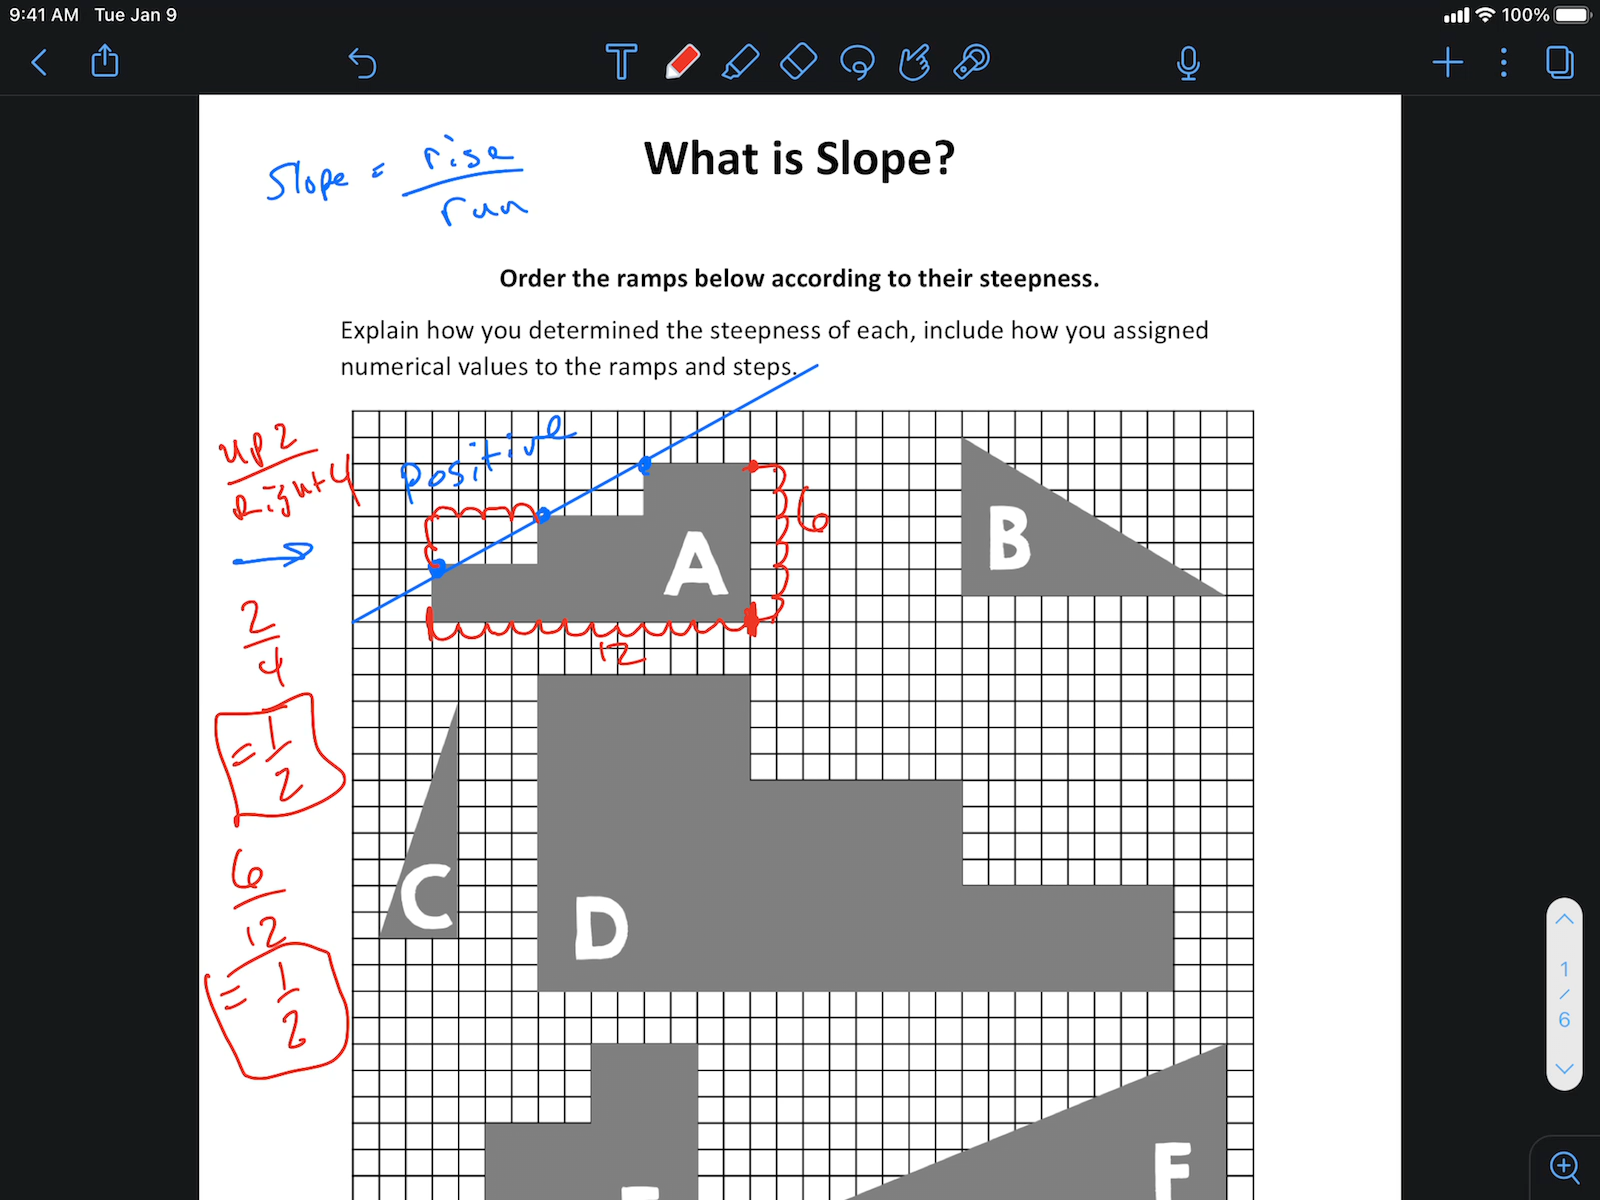 9:41 AM Tue Jan 9
100%
What is Slope?
Slope = rise
run
Order the ramps below according to their steepness.
Explain how you determined the steepness of each, include how you assigned
numerical values to the ramps and steps.
up 2
Right 4
Positive
6
A
B
12
2
4
= 1
2
C
D
6
12
= 1
2
1
/
6
F